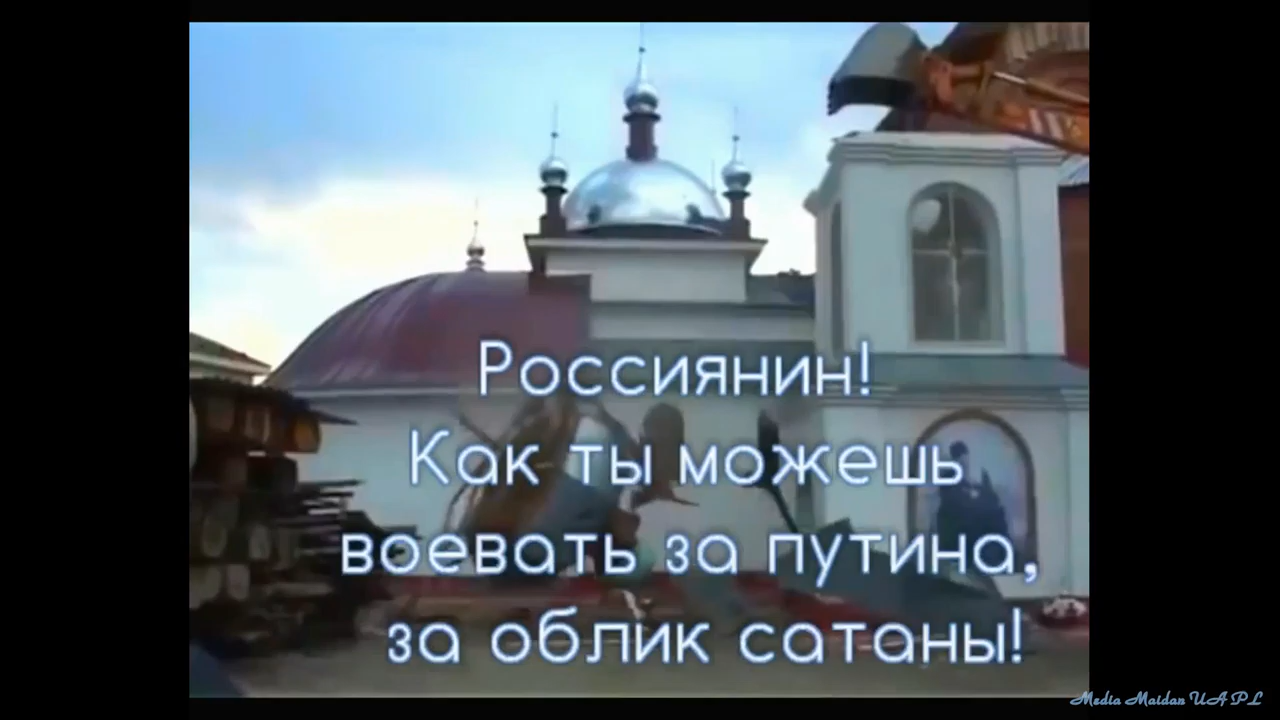 Россиянин!
Как ты можешь
воевать за путина,
за облик сатаны!
Media Maidan UA PL